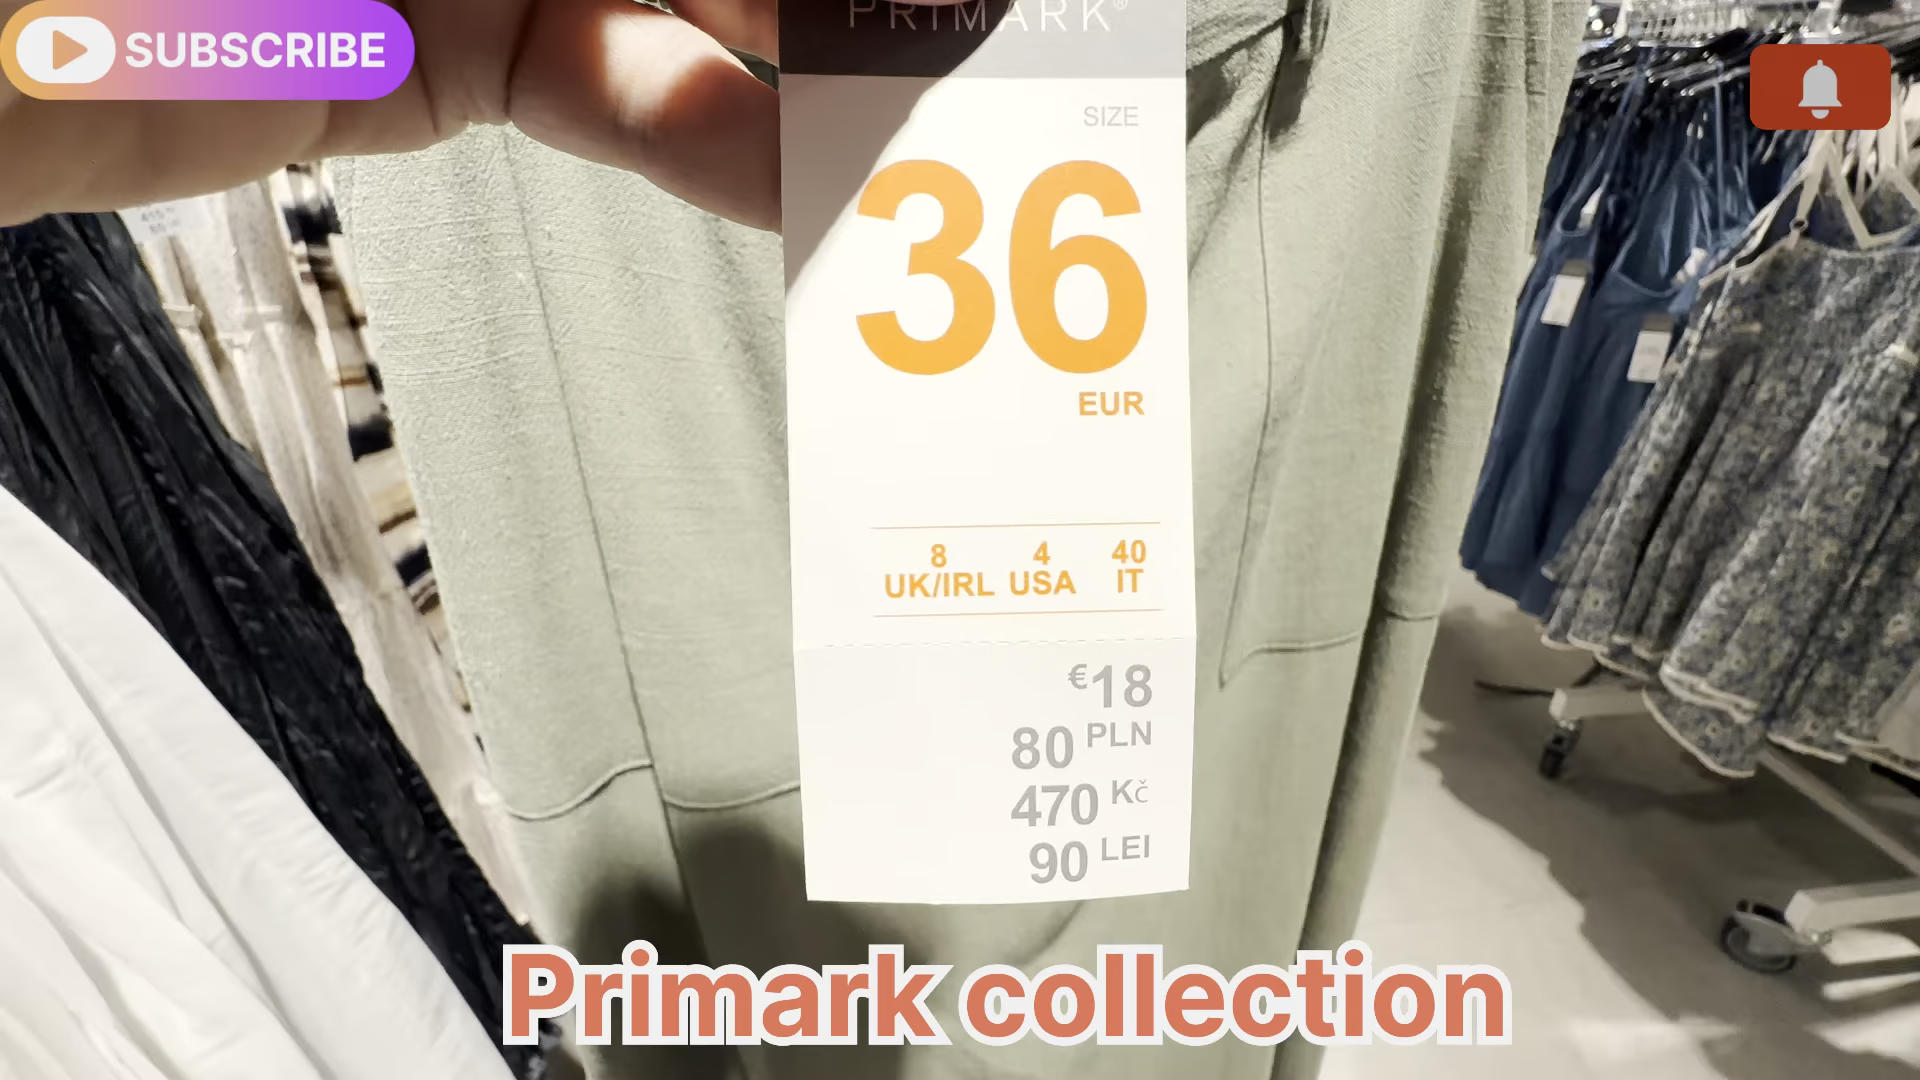 SUBSCRIBE
PRIMARK®
SIZE
36
EUR
8 4 40
UK/IRL USA IT
€18
80 PLN
470 Kč
90 LEI
Primark collection